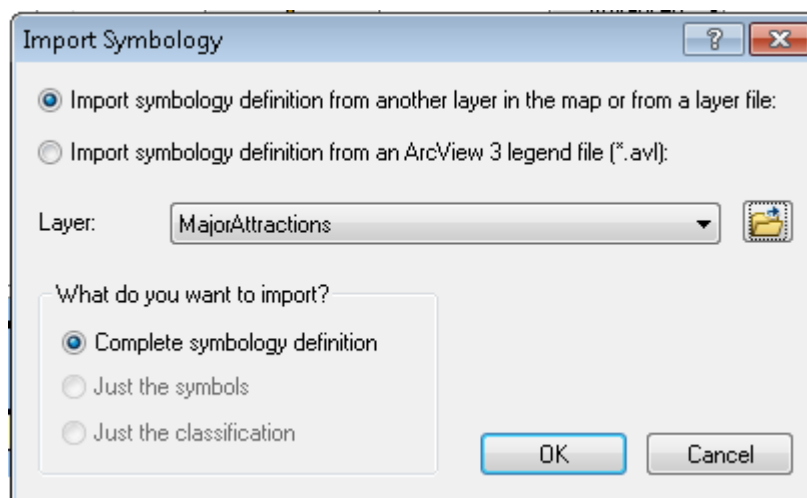 Import Symbology
Import symbology definition from another layer in the map or from a layer file:
Import symbology definition from an ArcView 3 legend file (*.avl):
Layer:
MajorAttractions
What do you want to import?
Complete symbology definition
Just the symbols
Just the classification
OK
Cancel